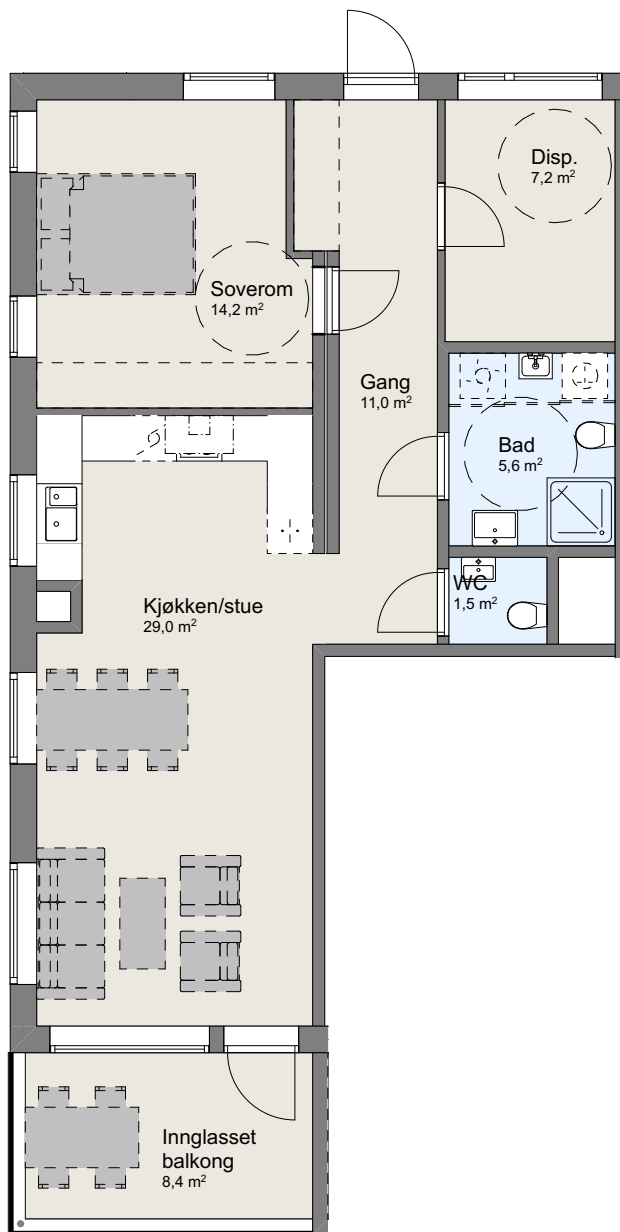 Disp.
7,2 m²
Soverom
14,2 m²
Gang
11,0 m²
Bad
5,6 m²
WC
1,5 m²
Kjøkken/stue
29,0 m²
Innglasset
balkong
8,4 m²